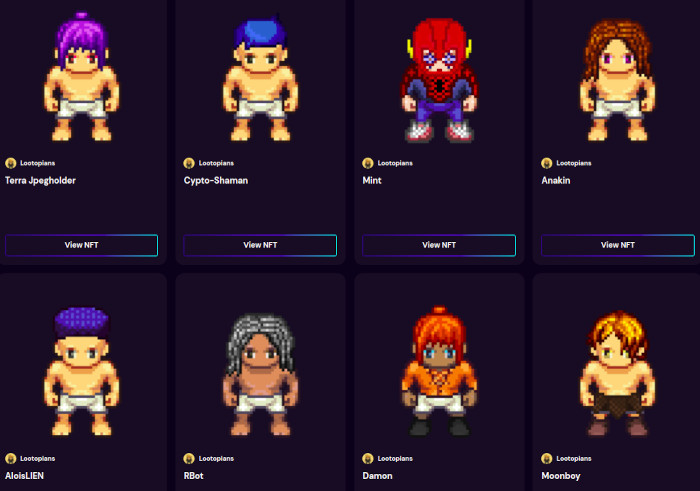 Lootopians Lootopians Lootopians Lootopians
Terra Jpegholder Cypto-Shaman Mint Anakin
View NFT View NFT View NFT View NFT
Lootopians Lootopians Lootopians Lootopians
AloisLIEN RBot Damon Moonboy